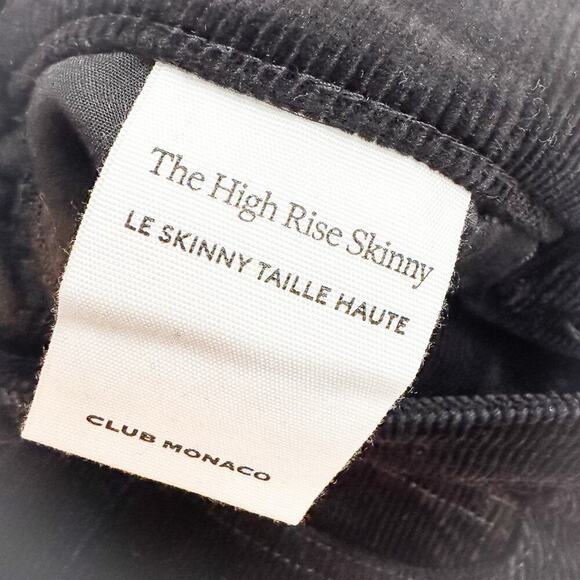 The High Rise Skinny
LE SKINNY TAILLE HAUTE
CLUB MONACO